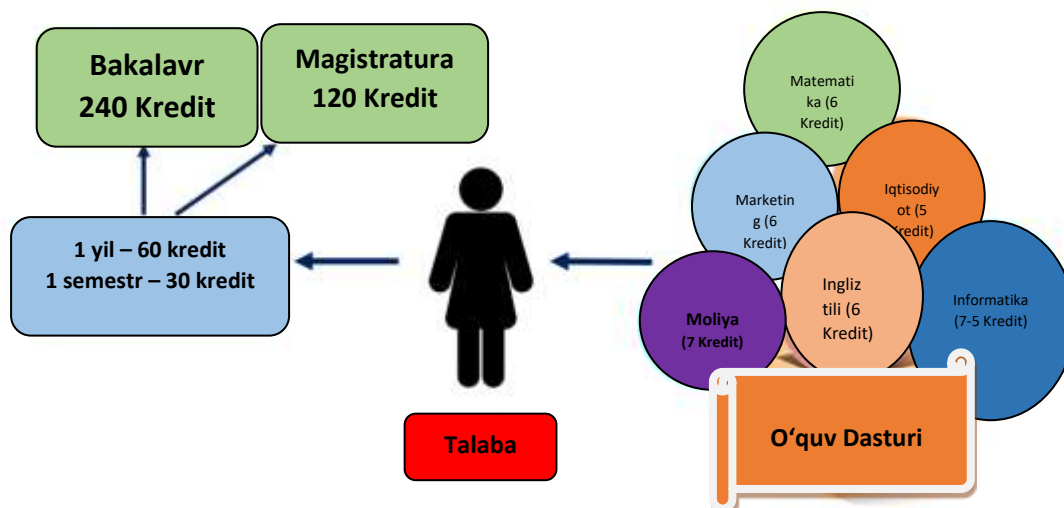 Bakalavr
240 Kredit
Magistratura
120 Kredit
1 yil – 60 kredit
1 semestr – 30 kredit
Talaba
Matemati
ka (6
Kredit)
Marketin
g (6
Kredit)
Iqtisodiy
ot (5
Kredit)
Moliya
(7 Kredit)
Ingliz
tili (6
Kredit)
Informatika
(7-5 Kredit)
O‘quv Dasturi